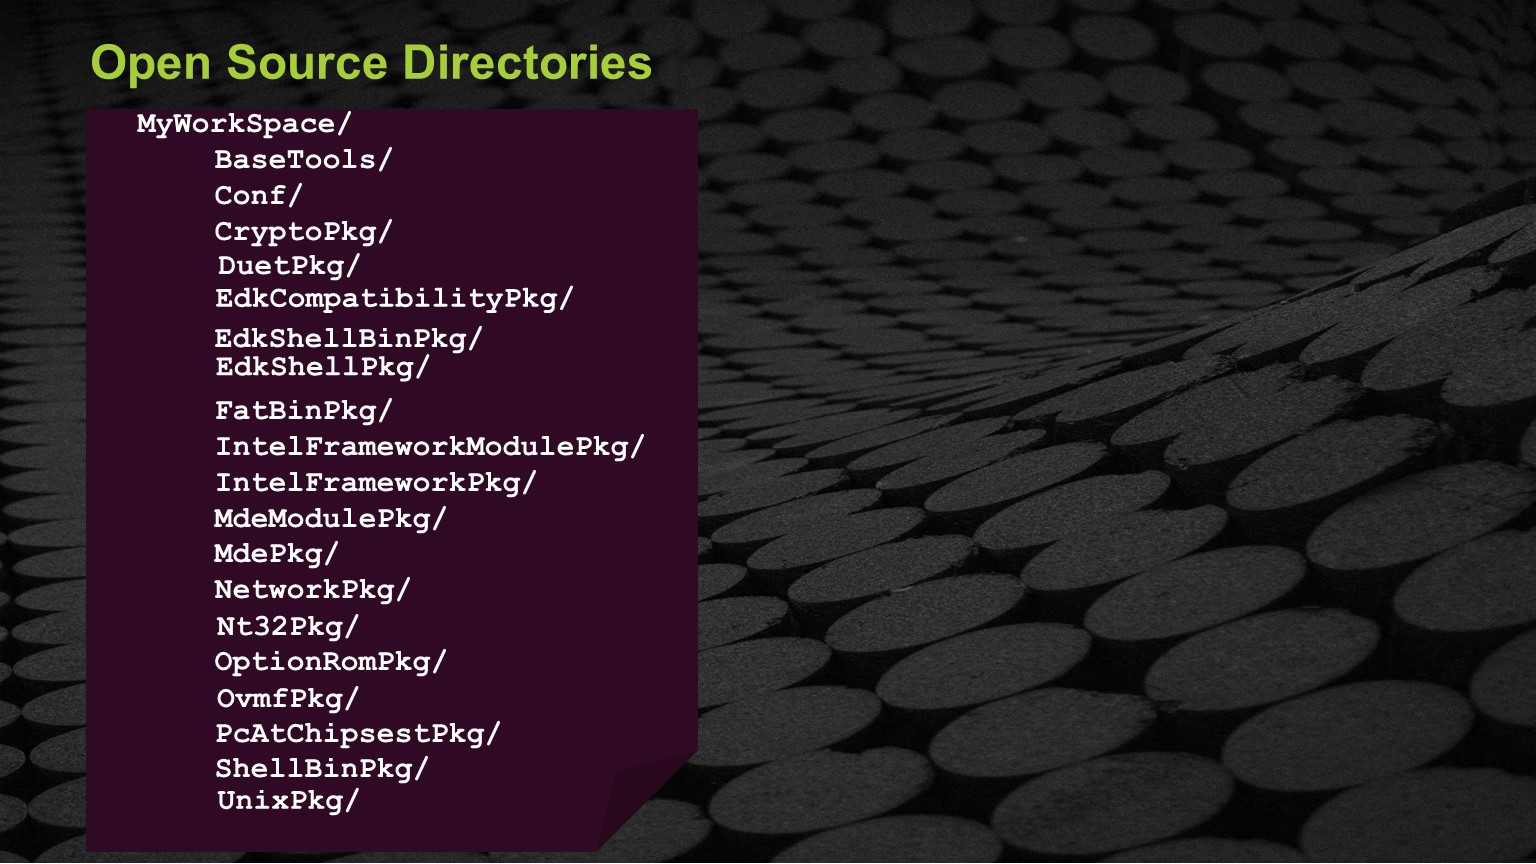 Open Source Directories
MyWorkSpace/
BaseTools/
Conf/
CryptoPkg/
DuetPkg/
EdkCompatibilityPkg/
EdkShellBinPkg/
EdkShellPkg/
FatBinPkg/
IntelFrameworkModulePkg/
IntelFrameworkPkg/
MdeModulePkg/
MdePkg/
NetworkPkg/
Nt32Pkg/
OptionRomPkg/
OvmfPkg/
PcAtChipsestPkg/
ShellBinPkg/
UnixPkg/